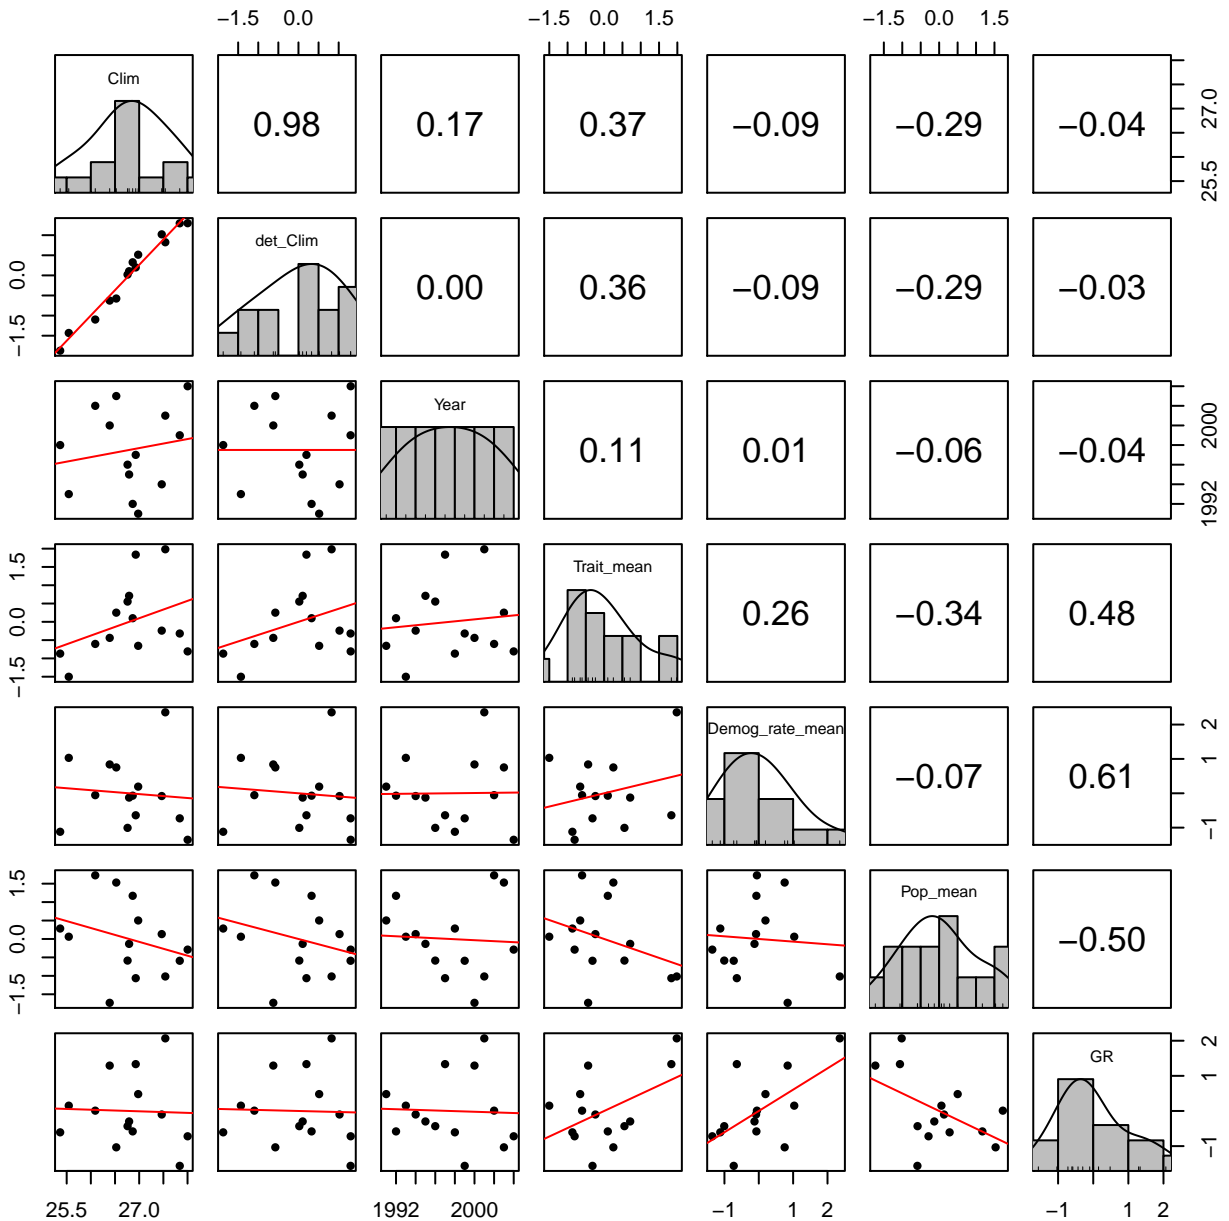 −1.5 0.0 −1.5 0.0 1.5 −1.5 0.0 1.5
Clim 0.98 0.17 0.37 −0.09 −0.29 −0.04 25.5 27.0
−1.5 0.0 det_Clim 0.00 0.36 −0.09 −0.29 −0.03
Year 0.11 0.01 −0.06 −0.04 1992 2000
−1.5 0.0 1.5 Trait_mean 0.26 −0.34 0.48
Demog_rate_mean −0.07 0.61 −1 1 2
−1.5 0.0 1.5 Pop_mean −0.50
GR −1 1 2
25.5 27.0 1992 2000 −1 1 2 −1 1 2